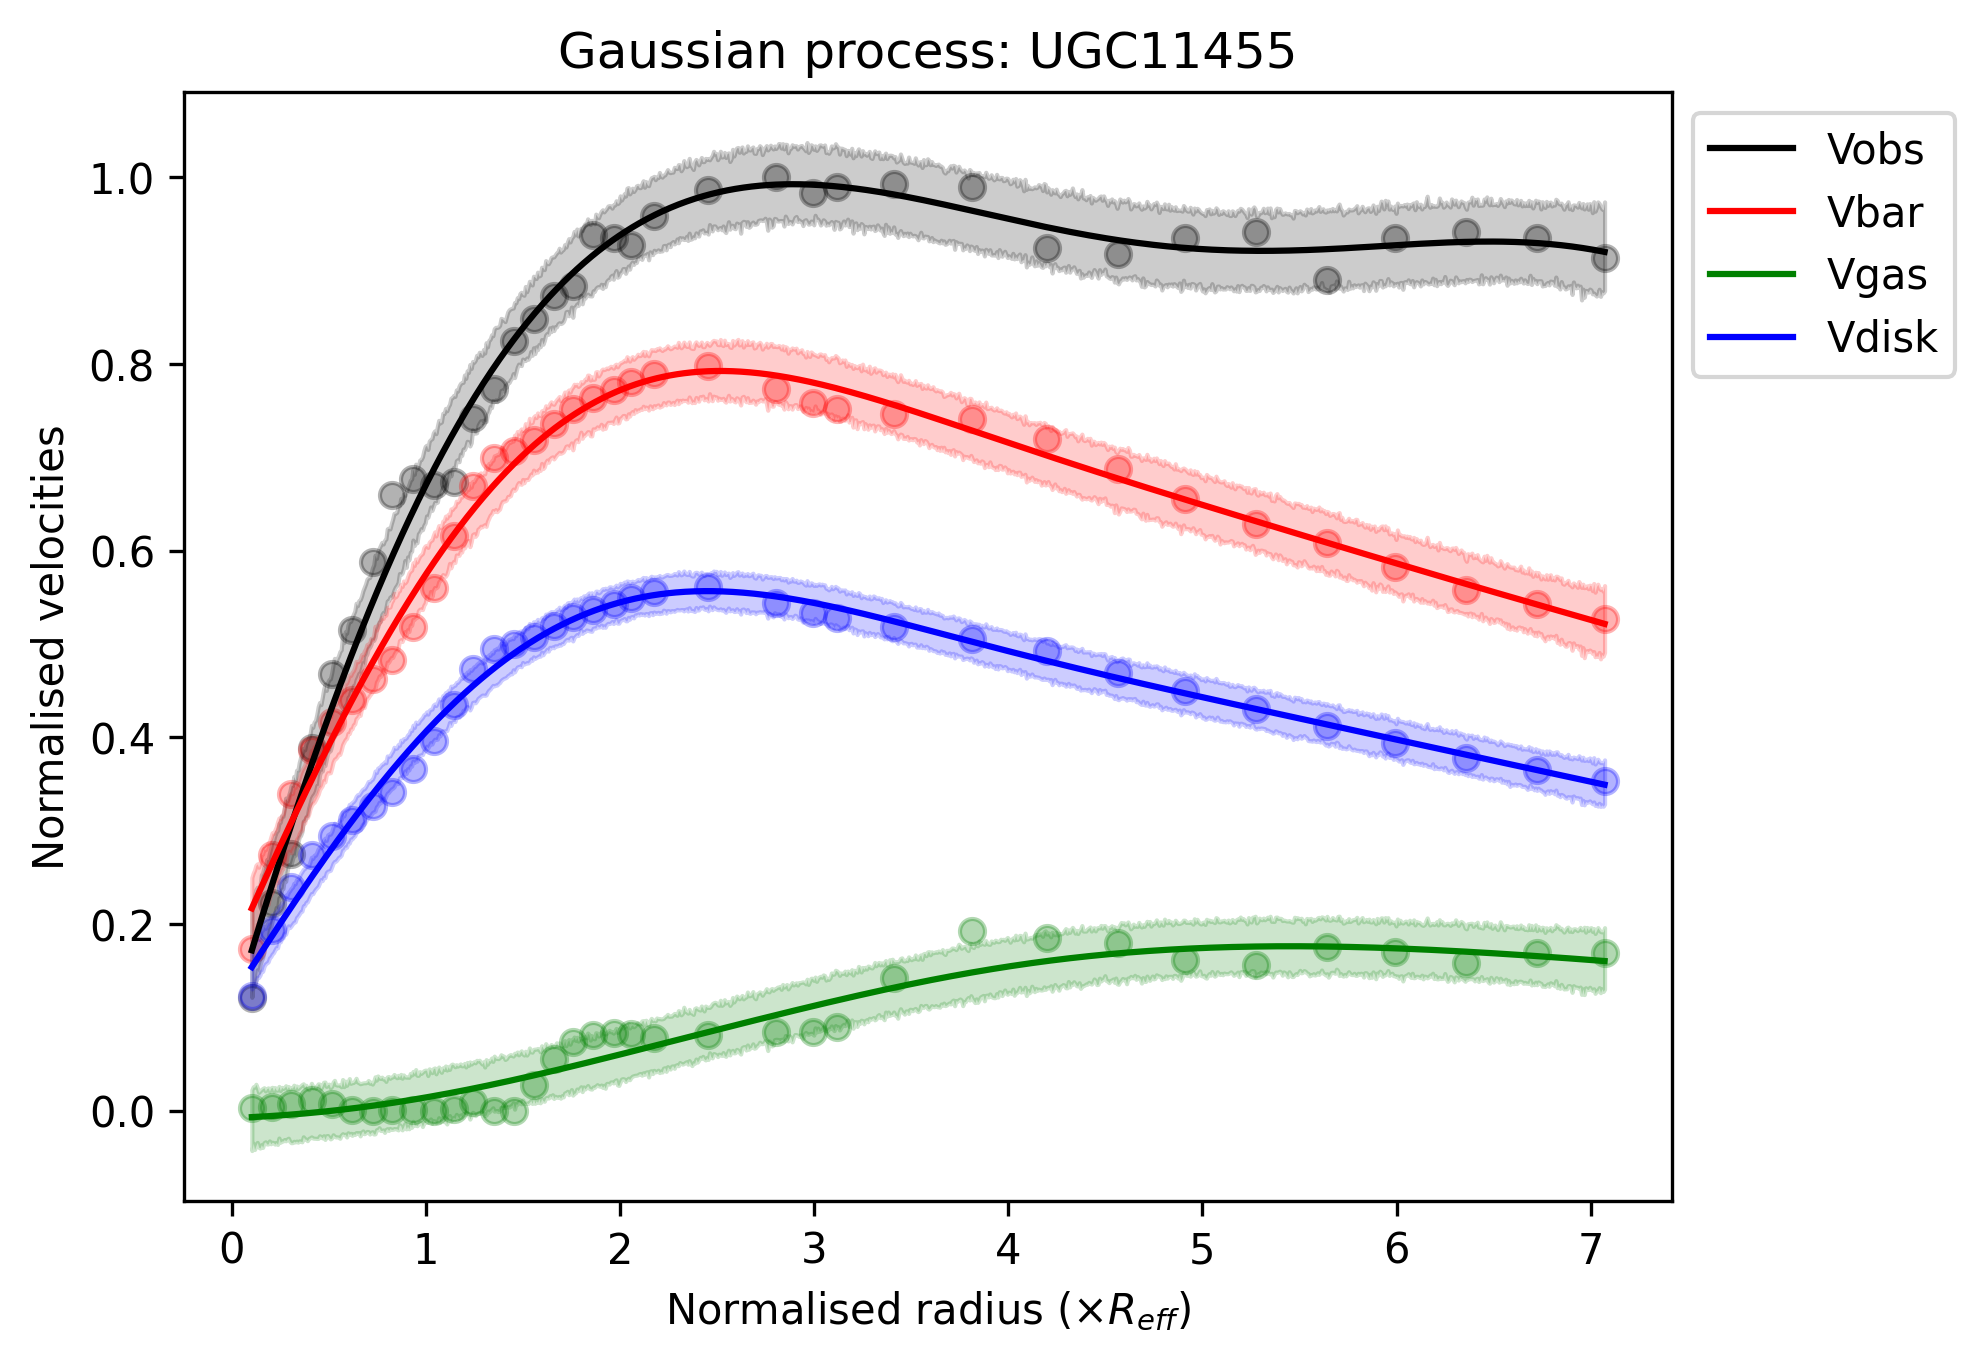 Gaussian process: UGC11455
Vobs
Vbar
Vgas
Vdisk
Normalised velocities
1.0
0.8
0.6
0.4
0.2
0.0
0 1 2 3 4 5 6 7
Normalised radius (×R_eff)